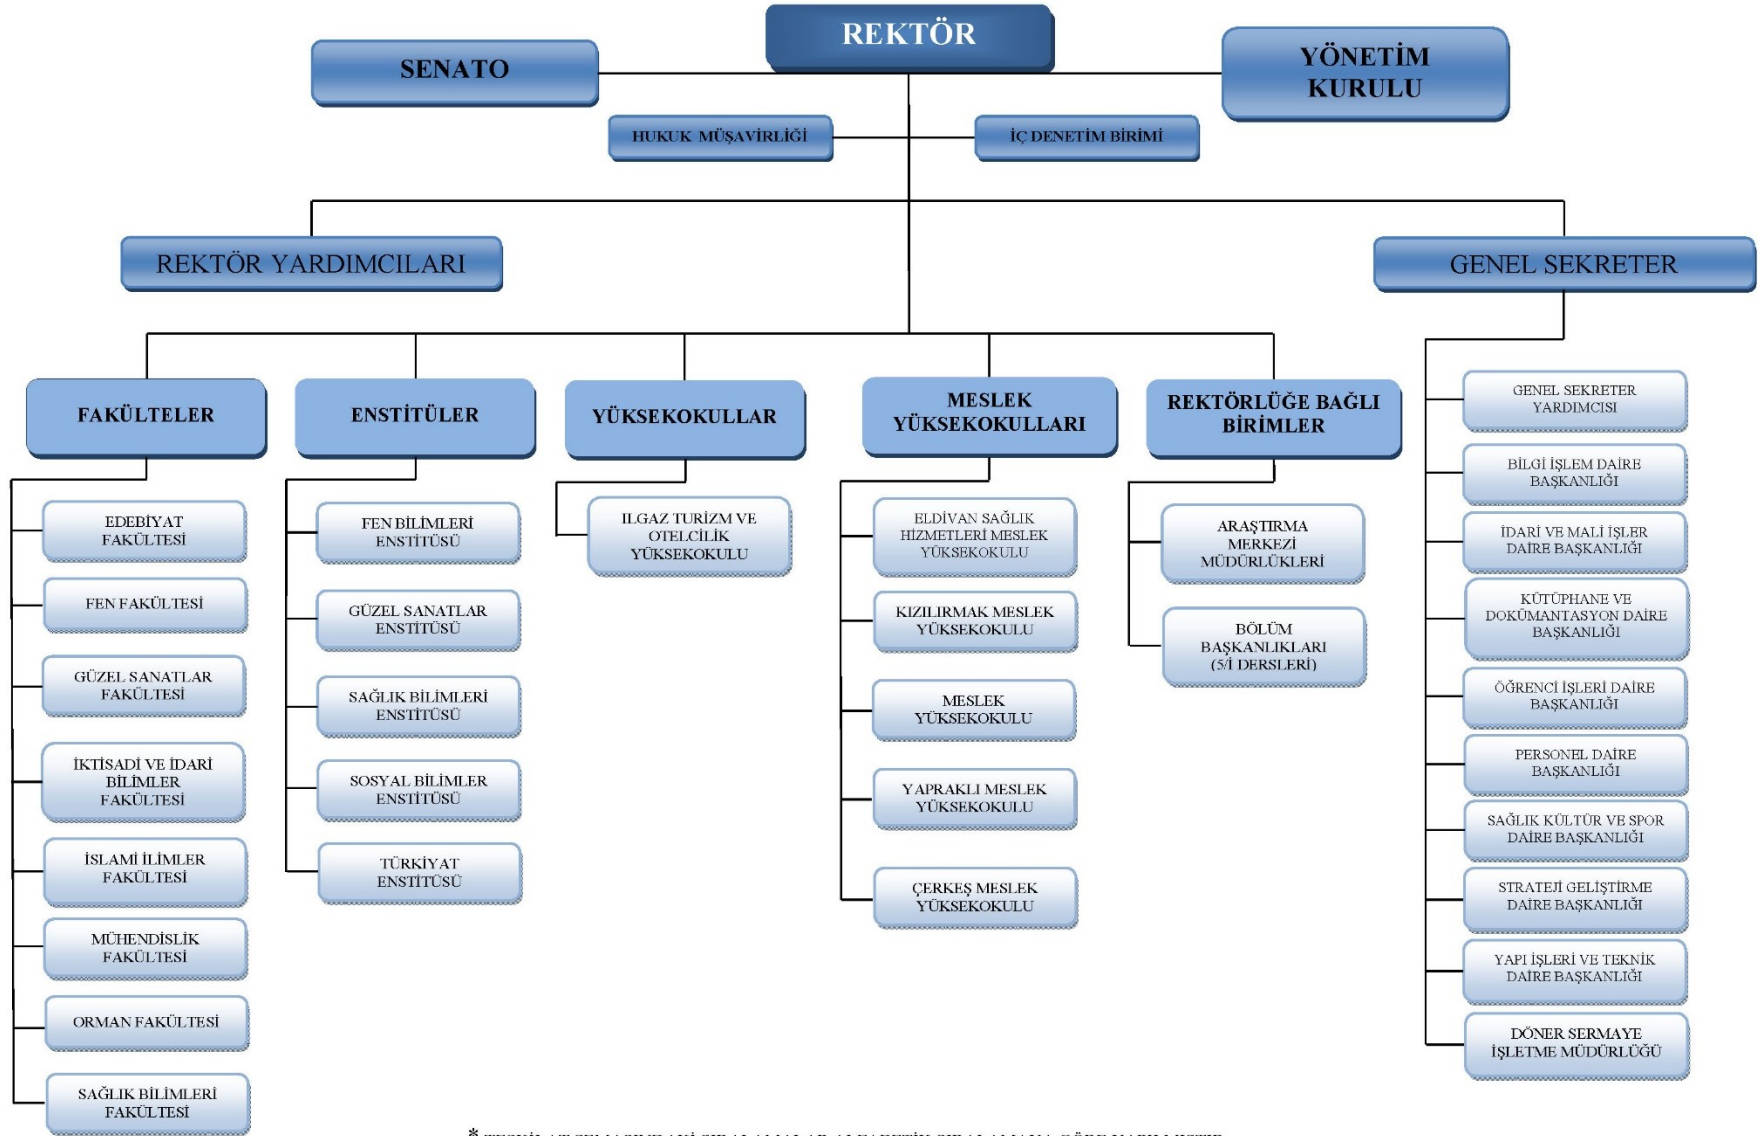 REKTÖR
SENATO
YÖNETİM
KURULU
HUKUK MÜŞAVİRLİĞİ
İÇ DENETİM BİRİMİ
REKTÖR YARDIMCILARI
GENEL SEKRETER
FAKÜLTELER
EDEBİYAT
FAKÜLTESİ
FEN FAKÜLTESİ
GÜZEL SANATLAR
FAKÜLTESİ
İKTİSADİ VE İDARİ
BİLİMLER
FAKÜLTESİ
İSLAMİ İLİMLER
FAKÜLTESİ
MÜHENDİSLİK
FAKÜLTESİ
ORMAN FAKÜLTESİ
SAĞLIK BİLİMLERİ
FAKÜLTESİ
ENSTİTÜLER
FEN BİLİMLERİ
ENSTİTÜSÜ
GÜZEL SANATLAR
ENSTİTÜSÜ
SAĞLIK BİLİMLERİ
ENSTİTÜSÜ
SOSYAL BİLİMLER
ENSTİTÜSÜ
TÜRKİYAT
ENSTİTÜSÜ
YÜKSEKOKULLAR
ILGAZ TURİZM VE
OTELCİLİK
YÜKSEKOKULU
MESLEK
YÜKSEKOKULLARI
ELDİVAN SAĞLIK
HİZMETLERİ MESLEK
YÜKSEKOKULU
KIZILIRMAK MESLEK
YÜKSEKOKULU
MESLEK
YÜKSEKOKULU
YAPRAKLI MESLEK
YÜKSEKOKULU
ÇERKEŞ MESLEK
YÜKSEKOKULU
REKTÖRLÜĞE BAĞLI
BİRİMLER
ARAŞTIRMA
MERKEZİ
MÜDÜRLÜKLERİ
BÖLÜM
BAŞKANLIKLARI
(5/İ DERSLERİ)
GENEL SEKRETER
YARDIMCISI
BİLGİ İŞLEM DAİRE
BAŞKANLIĞI
İDARİ VE MALİ İŞLER
DAİRE BAŞKANLIĞI
KÜTÜPHANE VE
DOKÜMANTASYON DAİRE
BAŞKANLIĞI
ÖĞRENCİ İŞLERİ DAİRE
BAŞKANLIĞI
PERSONEL DAİRE
BAŞKANLIĞI
SAĞLIK KÜLTÜR VE SPOR
DAİRE BAŞKANLIĞI
STRATEJİ GELİŞTİRME
DAİRE BAŞKANLIĞI
YAPI İŞLERİ VE TEKNİK
DAİRE BAŞKANLIĞI
DÖNER SERMAYE
İŞLETME MÜDÜRLÜĞÜ